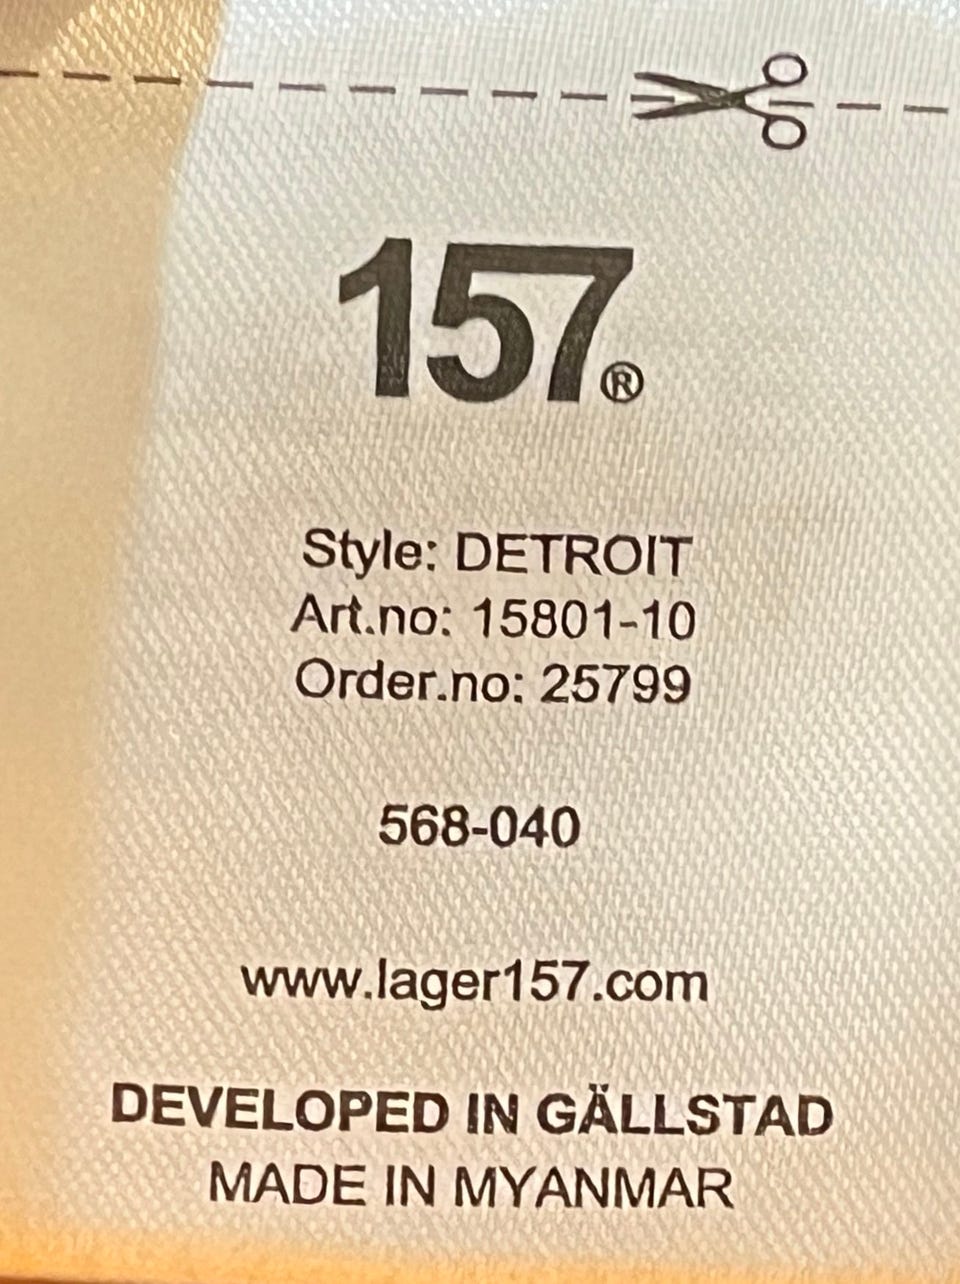 157®
Style: DETROIT
Art.no: 15801-10
Order.no: 25799
568-040
www.lager157.com
DEVELOPED IN GÄLLSTAD
MADE IN MYANMAR